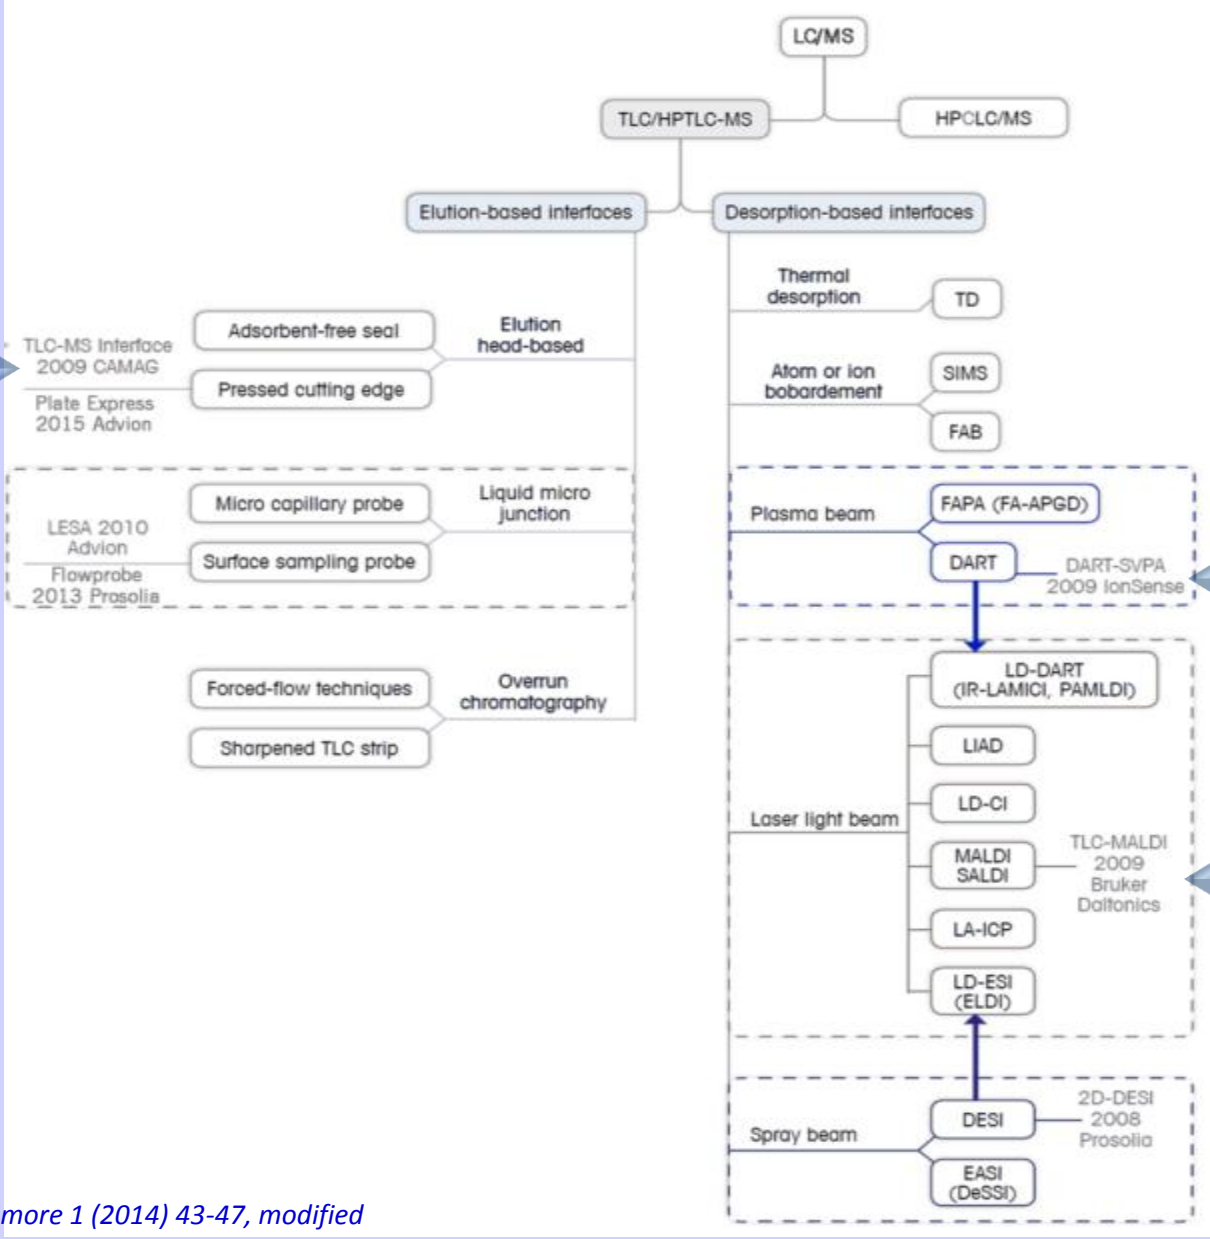 LC/MS
TLC/HPTLC-MS
HPCLC/MS
Elution-based interfaces
Desorption-based interfaces
Elution
head-based
Adsorbent-free seal
Pressed cutting edge
TLC-MS Interface
2009 CAMAG
Plate Express
2015 Advion
Liquid micro
junction
Micro capillary probe
Surface sampling probe
LESA 2010
Advion
Flowprobe
2013 Prosolia
Overrun
chromatography
Forced-flow techniques
Sharpened TLC strip
Thermal
desorption
TD
Atom or ion
bobardement
SIMS
FAB
Plasma beam
FAPA (FA-APGD)
DART
DART-SVPA
2009 IonSense
Laser light beam
LD-DART
(IR-LAMICI, PAMLDI)
LIAD
LD-CI
MALDI
SALDI
TLC-MALDI
2009
Bruker
Daltonics
LA-ICP
LD-ESI
(ELDI)
Spray beam
DESI
2D-DESI
2008
Prosolia
EASI
(DeSSI)
more 1 (2014) 43-47, modified